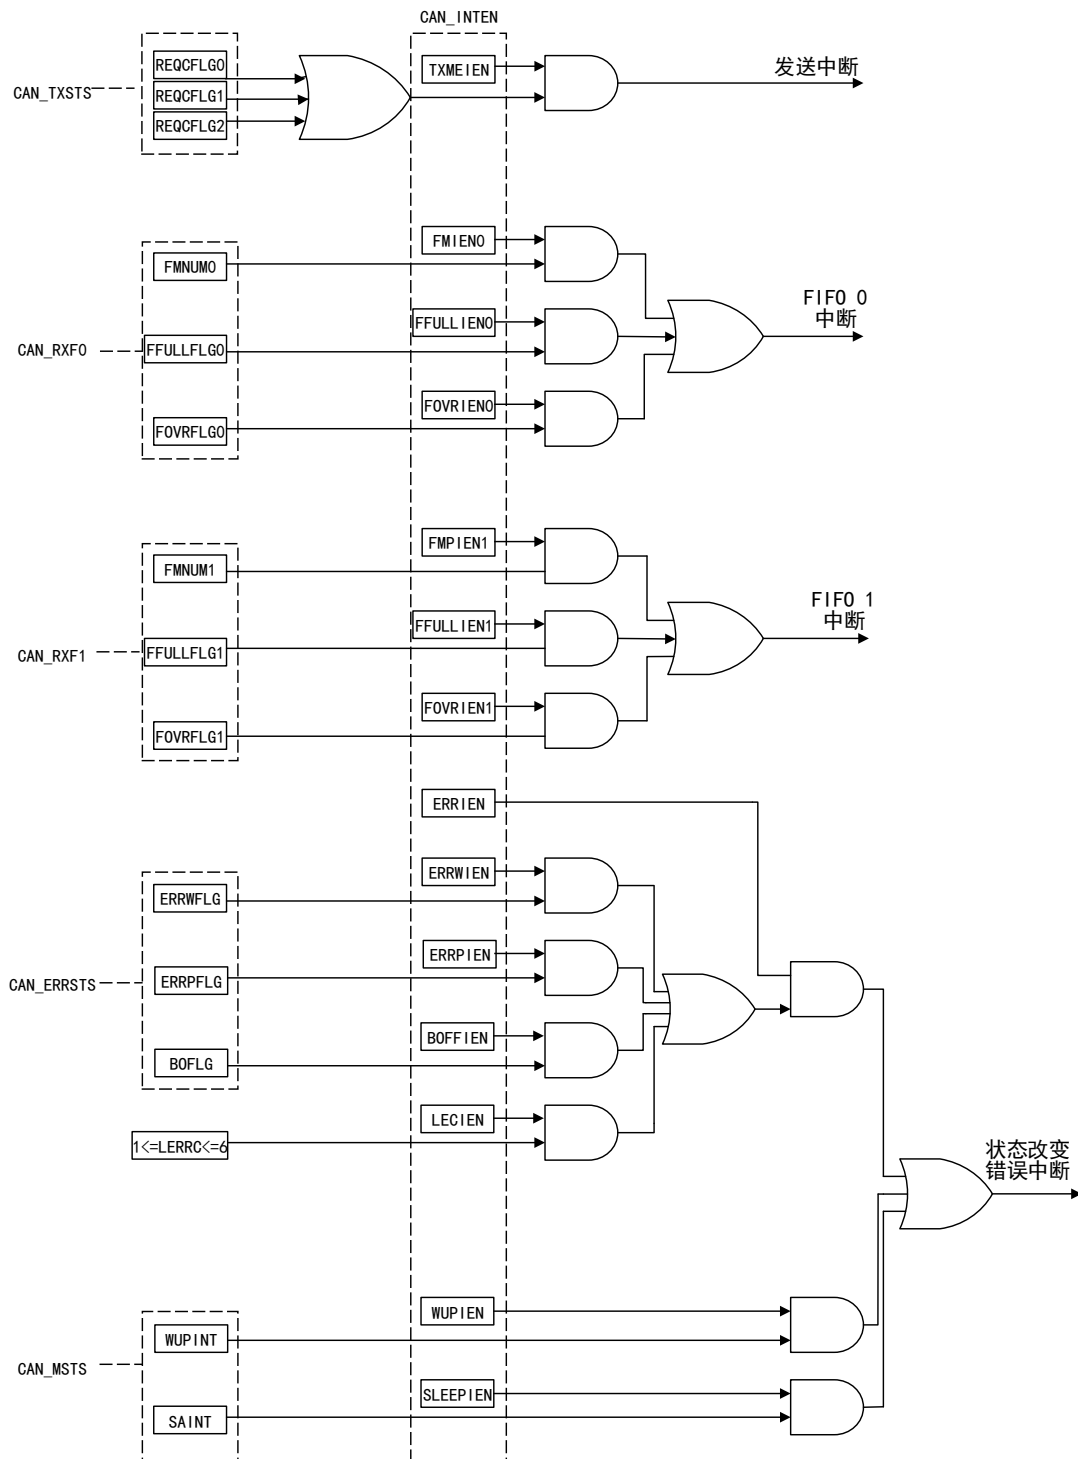 CAN_INTEN
CAN_TXSTS
REQCFLG0
REQCFLG1
REQCFLG2
TXMEIEN
发送中断
CAN_RXF0
FMNUM0
FFULLFLG0
FOVRFLG0
FMIEN0
FFULLIEN0
FOVRIEN0
FIFO 0
中断
CAN_RXF1
FMNUM1
FFULLFLG1
FOVRFLG1
FMPIEN1
FFULLIEN1
FOVRIEN1
FIFO 1
中断
ERRIEN
CAN_ERRSTS
ERRWFLG
ERRPFLG
BOFLG
1<=LERRC<=6
ERRWIEN
ERRPIEN
BOFFIEN
LECIEN
状态改变
错误中断
CAN_MSTS
WUPINT
SAINT
WUPIEN
SLEEPIEN